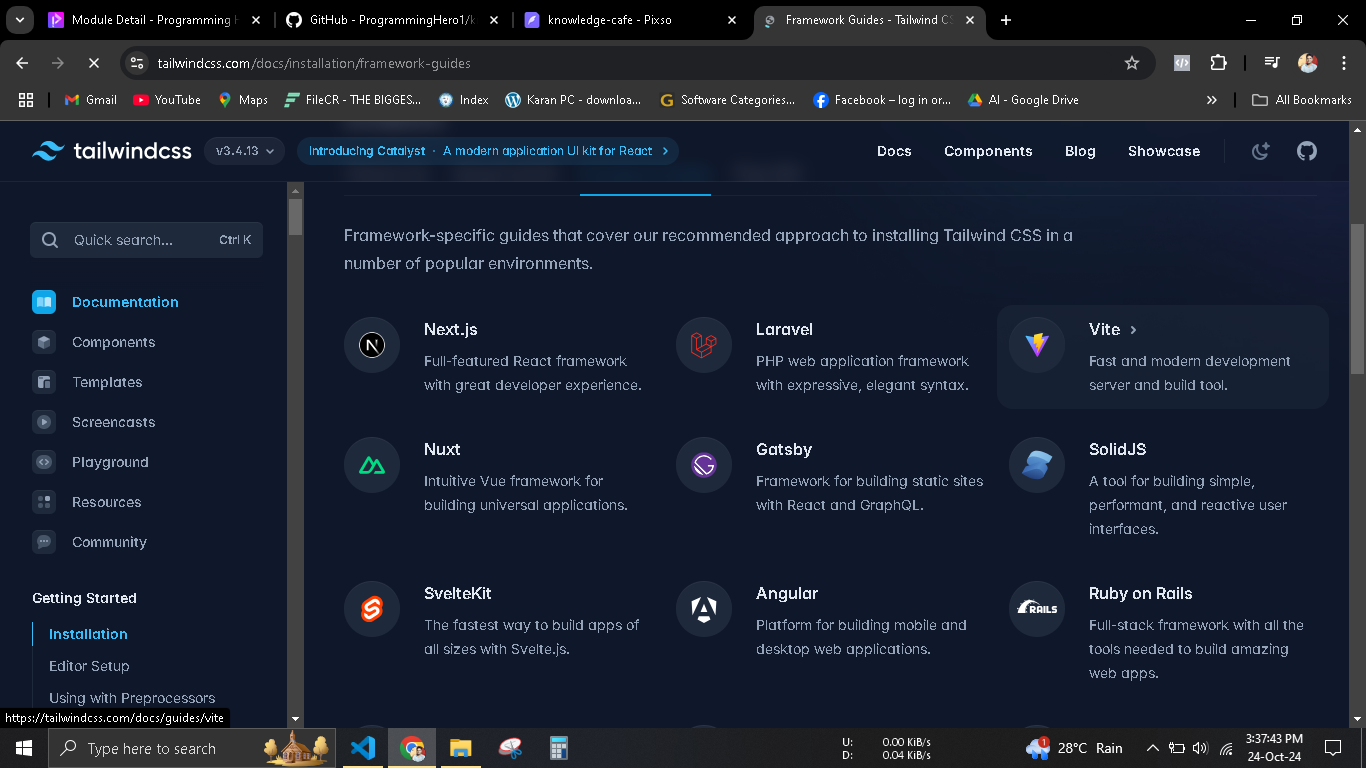 Module Detail - Programming H
GitHub - ProgrammingHero1/k
knowledge-cafe - Pixso
Framework Guides - Tailwind CS
tailwindcss.com/docs/installation/framework-guides
Gmail
YouTube
Maps
FileCR - THE BIGGES...
Index
Karan PC - downloa...
Software Categories...
Facebook – log in or...
AI - Google Drive
All Bookmarks
tailwindcss
v3.4.13
Introducing Catalyst · A modern application UI kit for React
Docs
Components
Blog
Showcase
Quick search...
Ctrl K
Documentation
Components
Templates
Screencasts
Playground
Resources
Community
Getting Started
Installation
Editor Setup
Using with Preprocessors
https://tailwindcss.com/docs/guides/vite
Framework-specific guides that cover our recommended approach to installing Tailwind CSS in a
number of popular environments.
Next.js
Full-featured React framework
with great developer experience.
Laravel
PHP web application framework
with expressive, elegant syntax.
Vite
Fast and modern development
server and build tool.
Nuxt
Intuitive Vue framework for
building universal applications.
Gatsby
Framework for building static sites
with React and GraphQL.
SolidJS
A tool for building simple,
performant, and reactive user
interfaces.
SvelteKit
The fastest way to build apps of
all sizes with Svelte.js.
Angular
Platform for building mobile and
desktop web applications.
RAILS
Ruby on Rails
Full-stack framework with all the
tools needed to build amazing
web apps.
Type here to search
U: 0.00 KiB/s
D: 0.04 KiB/s
1
28°C Rain
3:37:43 PM
24-Oct-24